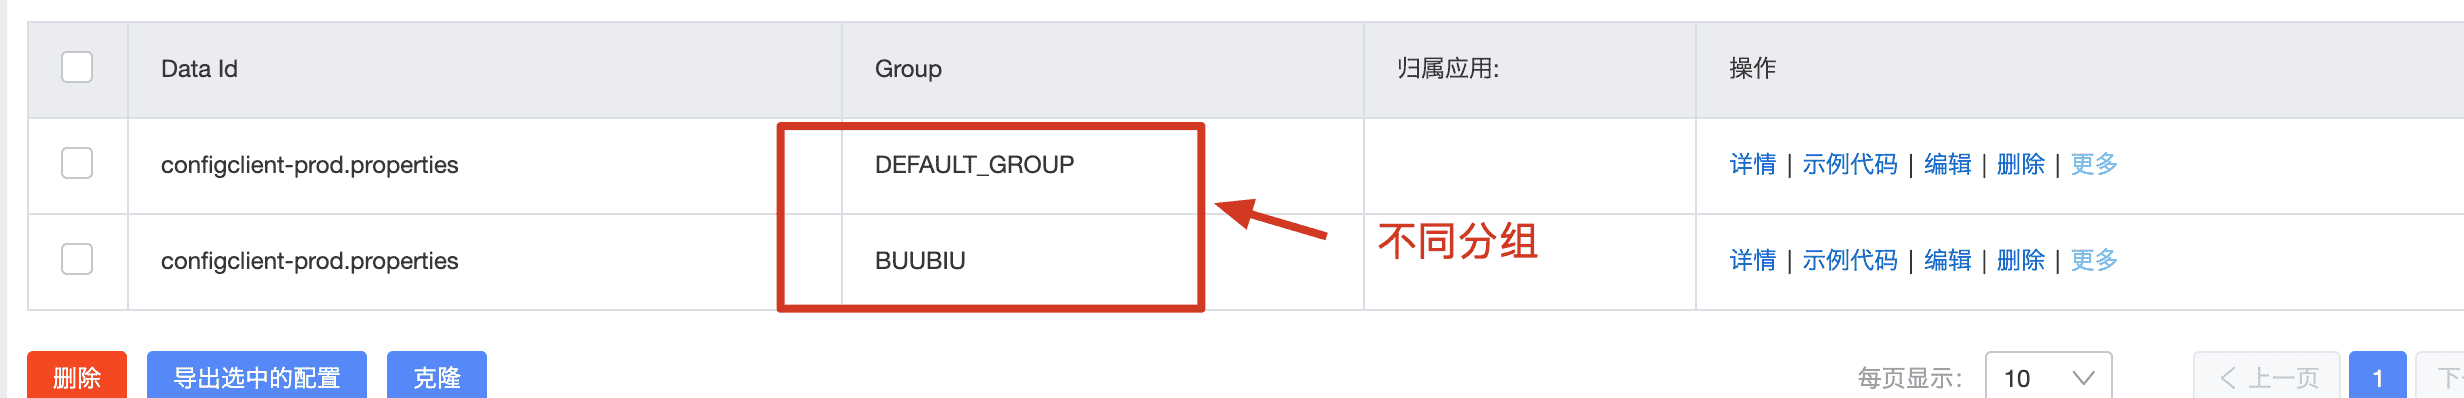 Data Id Group 归属应用: 操作
configclient-prod.properties DEFAULT_GROUP 详情 | 示例代码 | 编辑 | 删除 | 更多
不同分组
configclient-prod.properties BUUBIU 详情 | 示例代码 | 编辑 | 删除 | 更多
删除 导出选中的配置 克隆 每页显示: 10 < 上一页 1 下